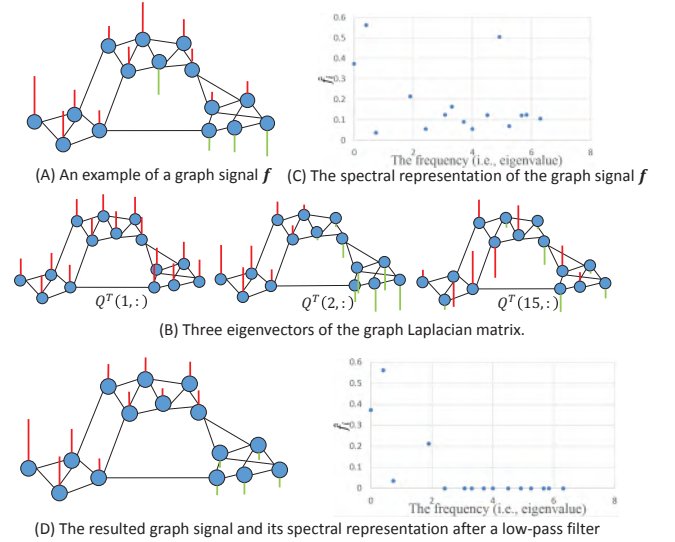 0.6
0.5
0.4
0.3
0.2
0.1
0
0 2 4 6 8
The frequency (i.e., eigenvalue)
(A) An example of a graph signal f
(C) The spectral representation of the graph signal f
Q^T(1,:)
Q^T(2,:)
Q^T(15,:)
(B) Three eigenvectors of the graph Laplacian matrix.
0.6
0.5
0.4
0.3
0.2
0.1
0
0 2 4 6 8
The frequency (i.e., eigenvalue)
(D) The resulted graph signal and its spectral representation after a low-pass filter